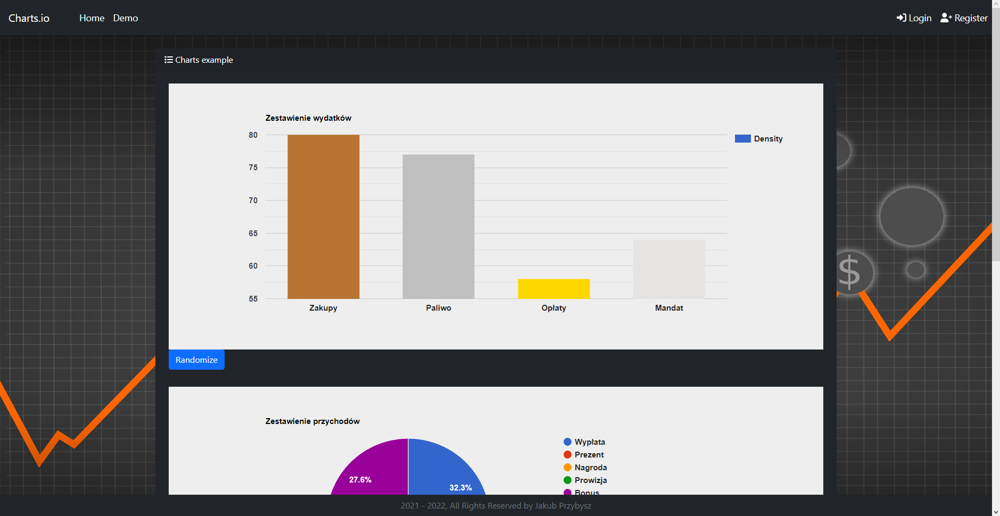 Charts.io Home Demo Login Register
Charts example
Zestawienie wydatków
80
75
70
65
60
55
Density
Zakupy Paliwo Opłaty Mandat
Randomize
Zestawienie przychodów
27.6%
32.3%
Wypłata
Prezent
Nagroda
Prowizja
Bonus
$
2021 - 2022, All Rights Reserved by Jakub Przybysz